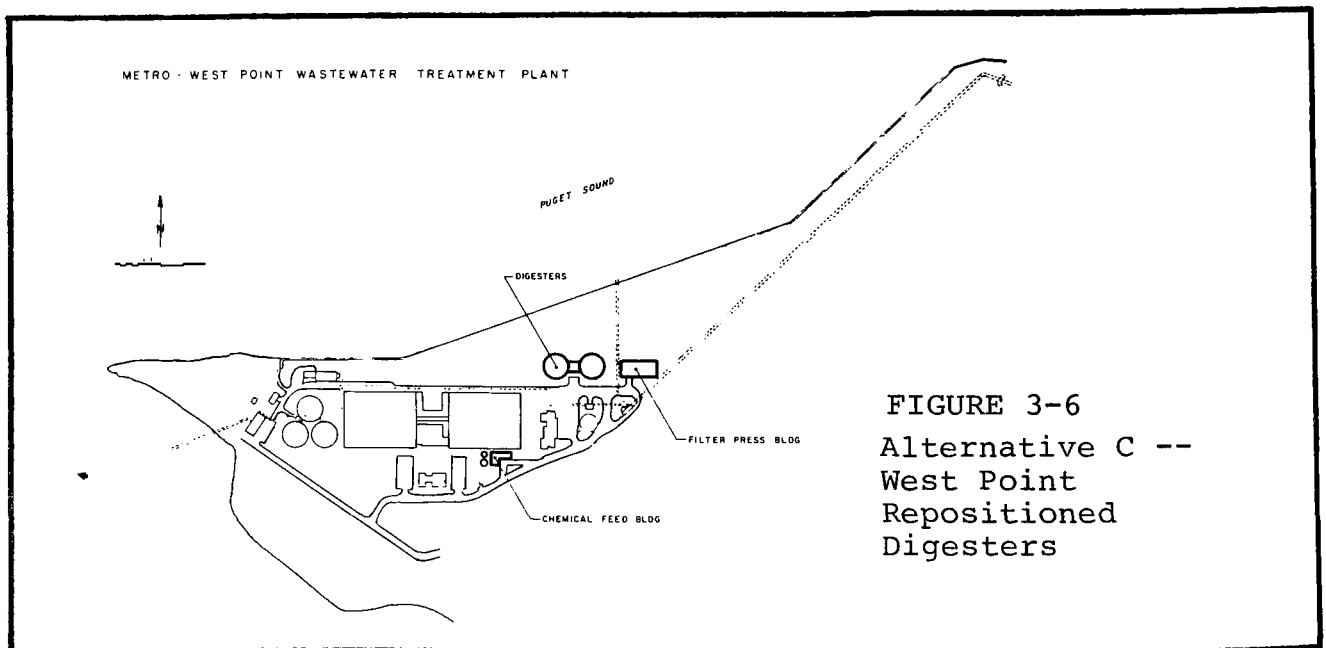 METRO - WEST POINT WASTEWATER TREATMENT PLANT
N
PUGET SOUND
DIGESTERS
FILTER PRESS BLDG
CHEMICAL FEED BLDG
FIGURE 3-6
Alternative C --
West Point
Repositioned
Digesters